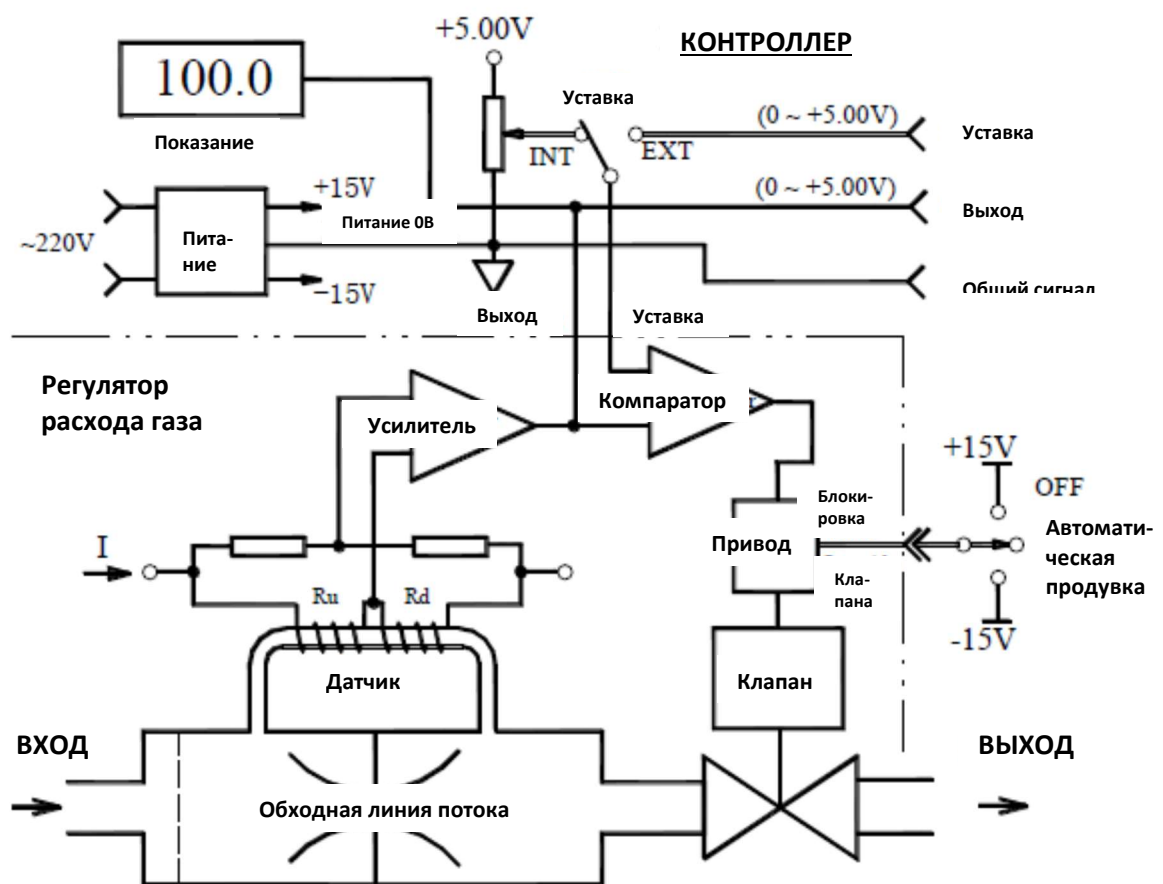 +5.00V
КОНТРОЛЛЕР
100.0
Показание
Уставка
INT
EXT
(0 ~ +5.00V)
Уставка
~220V
Пита-
ние
+15V
Питание 0В
−15V
(0 ~ +5.00V)
Выход
Общий сигнал
Выход
Уставка
Регулятор
расхода газа
Усилитель
Компаратор
I
Ru
Rd
Датчик
Привод
Блоки-
ровка
Кла-
пана
+15V
OFF
Автомати-
ческая
продувка
-15V
Клапан
ВХОД
Обходная линия потока
ВЫХОД